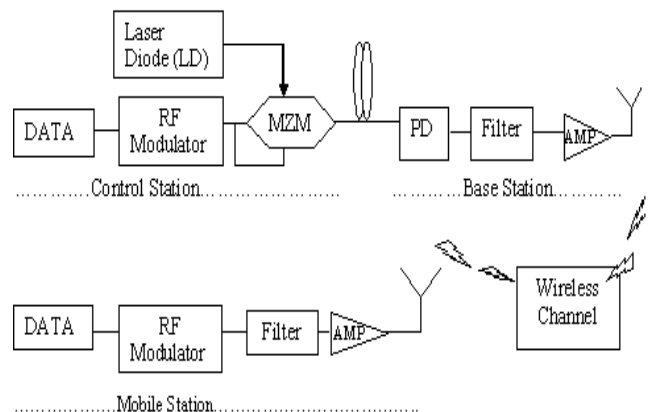 Laser
Diode (LD)
DATA
RF
Modulator
MZM
PD
Filter
AMP
..............Control Station............................
..............Base Station..............
Wireless
Channel
DATA
RF
Modulator
Filter
AMP
....................Mobile Station........................................